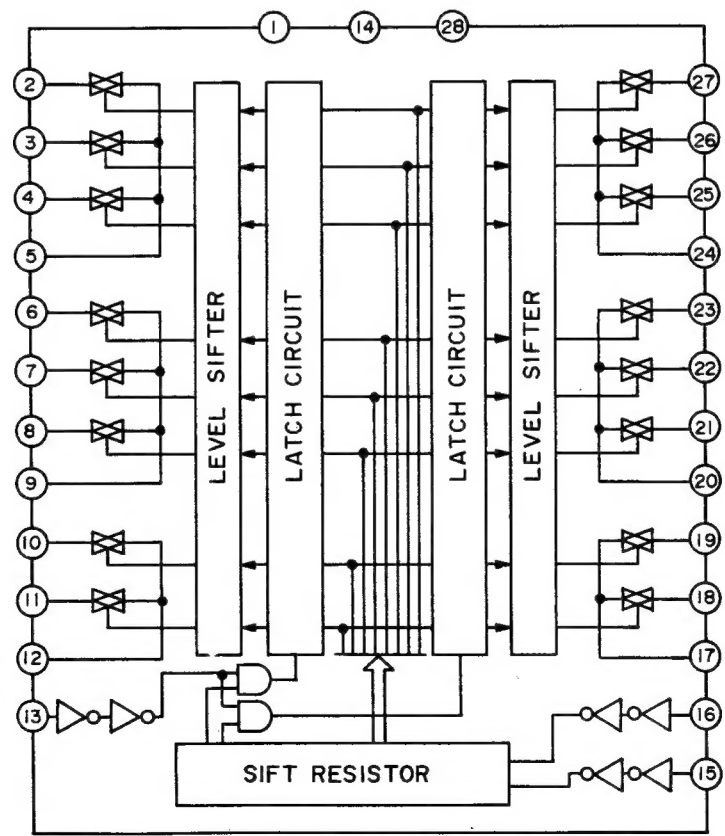 1 14 28
2 27
3 26
4 25
5 24
6 23
7 22
8 21
9 20
10 19
11 18
12 17
13 16
15
LEVEL SIFTER
LATCH CIRCUIT
LATCH CIRCUIT
LEVEL SIFTER
SIFT RESISTOR